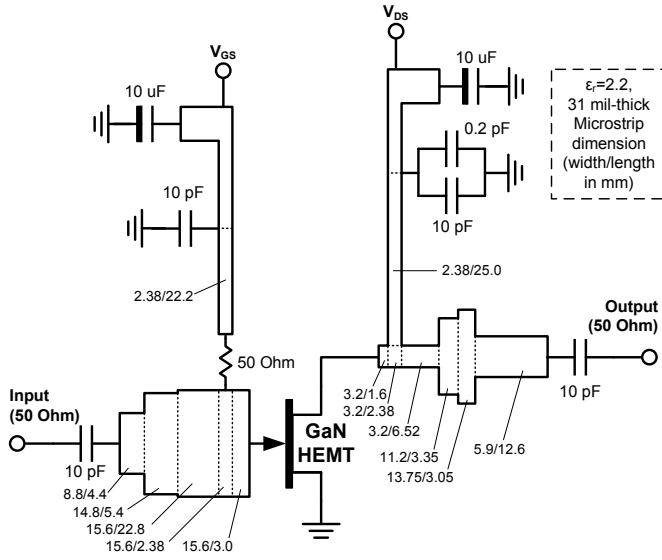 V_DS
V_GS
10 uF
10 uF
ε_r=2.2,
31 mil-thick
Microstrip
dimension
(width/length
in mm)
0.2 pF
10 pF
10 pF
2.38/22.2
2.38/25.0
50 Ohm
Output
(50 Ohm)
10 pF
Input
(50 Ohm)
10 pF
GaN
HEMT
3.2/1.6
3.2/2.38
3.2/6.52
11.2/3.35
13.75/3.05
5.9/12.6
8.8/4.4
14.8/5.4
15.6/22.8
15.6/2.38
15.6/3.0